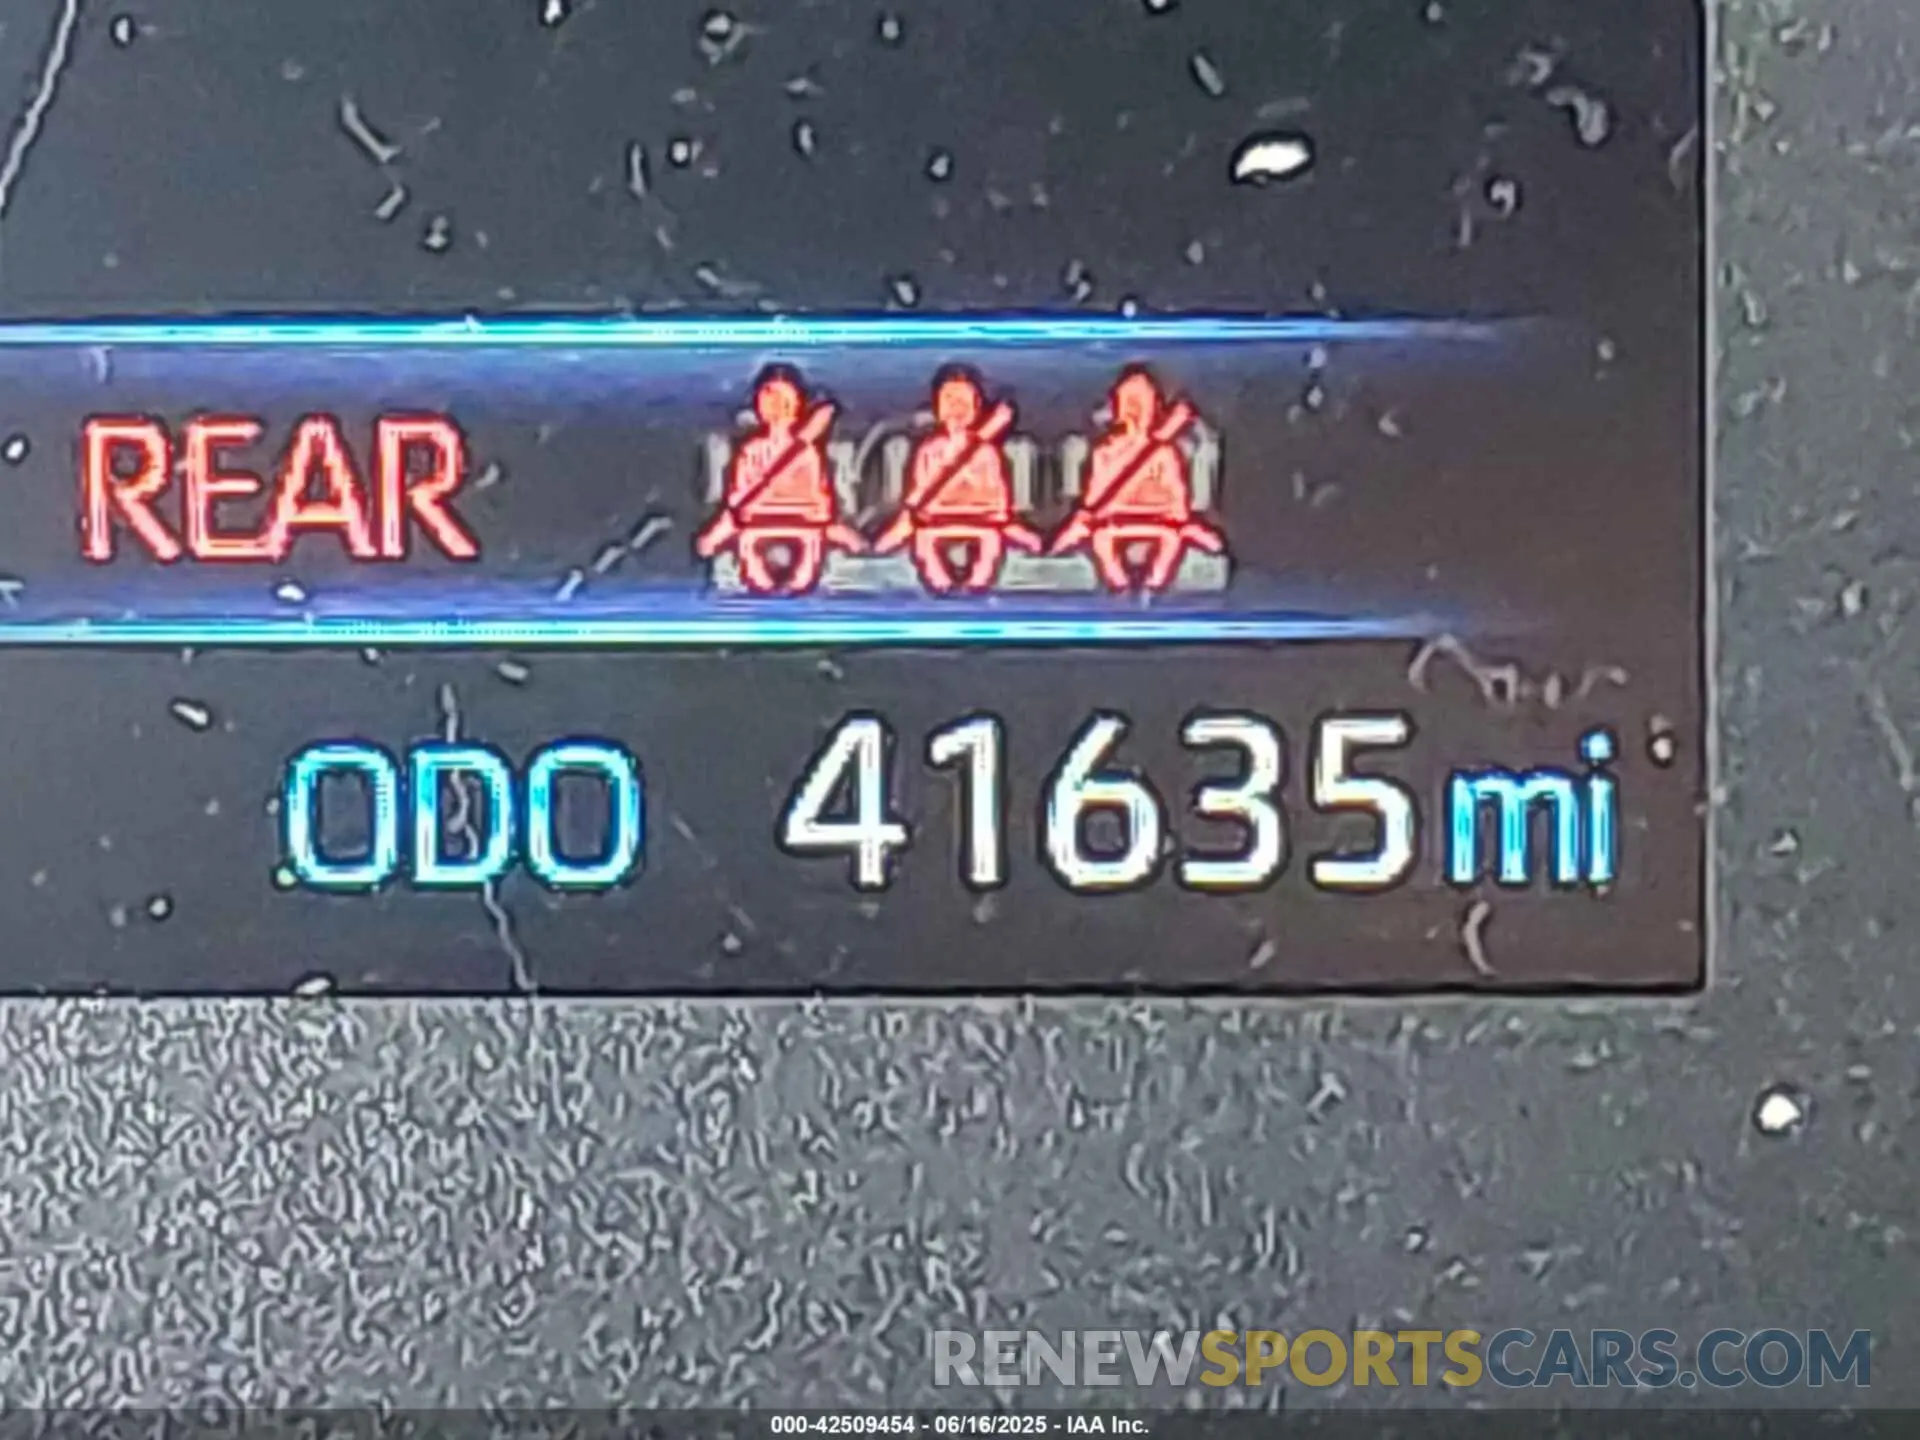 REAR
ODO 41635mi
RENEWSPORTSCARS.COM
000-42509454 - 06/16/2025 - IAA Inc.